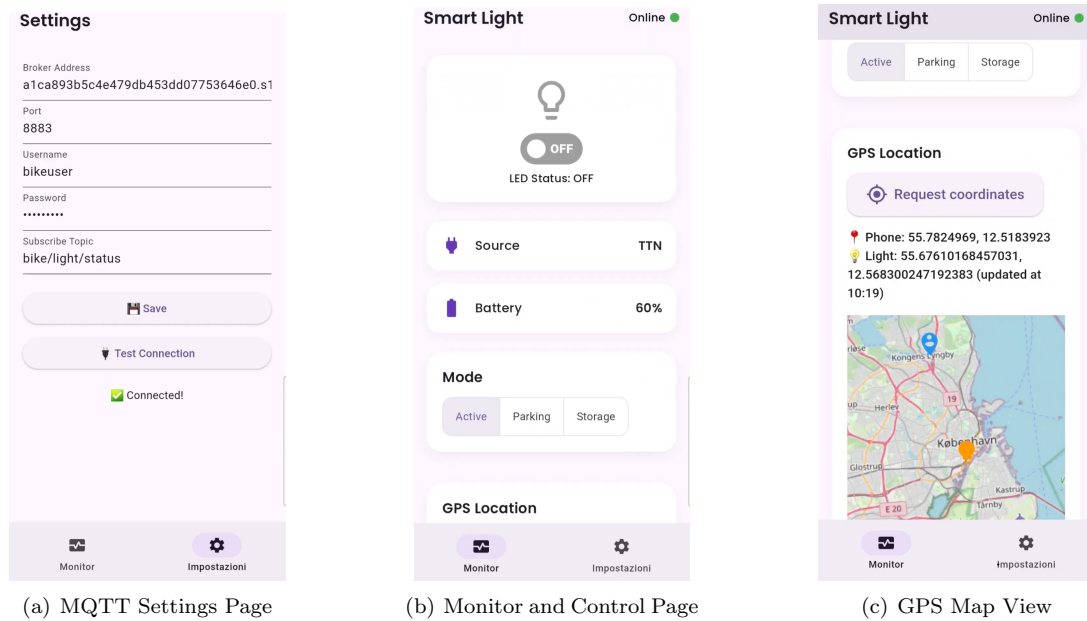 Settings
Broker Address
a1ca893b5c4e479db453dd07753646e0.s1
Port
8883
Username
bikeuser
Password
•••••••••
Subscribe Topic
bike/light/status
💾 Save
Test Connection
✅ Connected!
Monitor
Impostazioni
(a) MQTT Settings Page
Smart Light
Online
OFF
LED Status: OFF
Source TTN
Battery 60%
Mode
Active Parking Storage
GPS Location
Monitor
Impostazioni
(b) Monitor and Control Page
Smart Light
Online
Active Parking Storage
GPS Location
Request coordinates
📍 Phone: 55.7824969, 12.5183923
💡 Light: 55.67610168457031,
12.568300247192383 (updated at
10:19)
Kongens Lyngby
19
Herlev
København
Glostrup
Kastrup
Tårnby
E 20
Monitor
Impostazioni
(c) GPS Map View